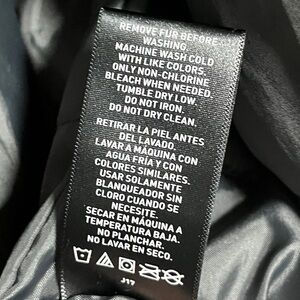 REMOVE FUR BEFORE
WASHING.
MACHINE WASH COLD
WITH LIKE COLORS.
ONLY NON-CHLORINE
BLEACH WHEN NEEDED.
TUMBLE DRY LOW.
DO NOT IRON.
DO NOT DRY CLEAN.
RETIRAR LA PIEL ANTES
DEL LAVADO.
LAVAR A MÁQUINA CON
AGUA FRÍA Y CON
COLORES SIMILARES.
USAR SOLAMENTE
BLANQUEADOR SIN
CLORO CUANDO SE
NECESITE.
SECAR EN MÁQUINA A
TEMPERATURA BAJA.
NO PLANCHAR.
NO LAVAR EN SECO.
J17